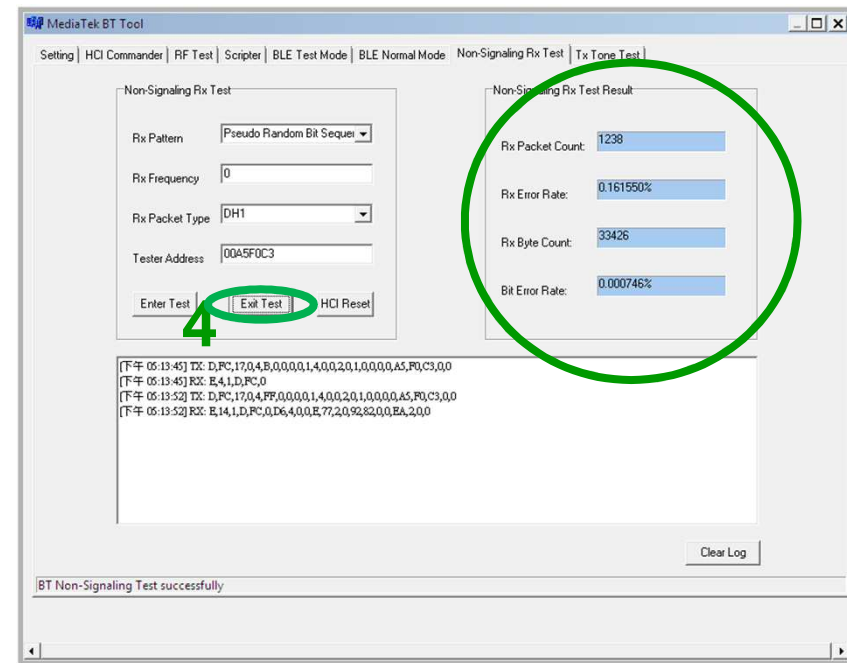 MediaTek BT Tool
Setting HCI Commander RF Test Scripter BLE Test Mode BLE Normal Mode Non-Signaling Rx Test Tx Tone Test
Non-Signaling Rx Test
Rx Pattern Pseudo Random Bit Sequei
Rx Frequency 0
Rx Packet Type DH1
Tester Address 00A5F0C3
Enter Test Exit Test HCI Reset
4
Non-Signaling Rx Test Result
Rx Packet Count: 1238
Rx Error Rate: 0.161550%
Rx Byte Count: 33426
Bit Error Rate: 0.000746%
[下午 05:13:45] TX: D,FC,17,0,4,B,0,0,0,0,1,4,0,0,2,0,1,0,0,0,0,A5,F0,C3,0,0
[下午 05:13:45] RX: E,4,1,D,FC,0
[下午 05:13:52] TX: D,FC,17,0,4,FF,0,0,0,0,1,4,0,0,2,0,1,0,0,0,0,A5,F0,C3,0,0
[下午 05:13:52] RX: E,14,1,D,FC,0,D6,4,0,0,E,77,2,0,92,82,0,0,EA,2,0,0
Clear Log
BT Non-Signaling Test successfully